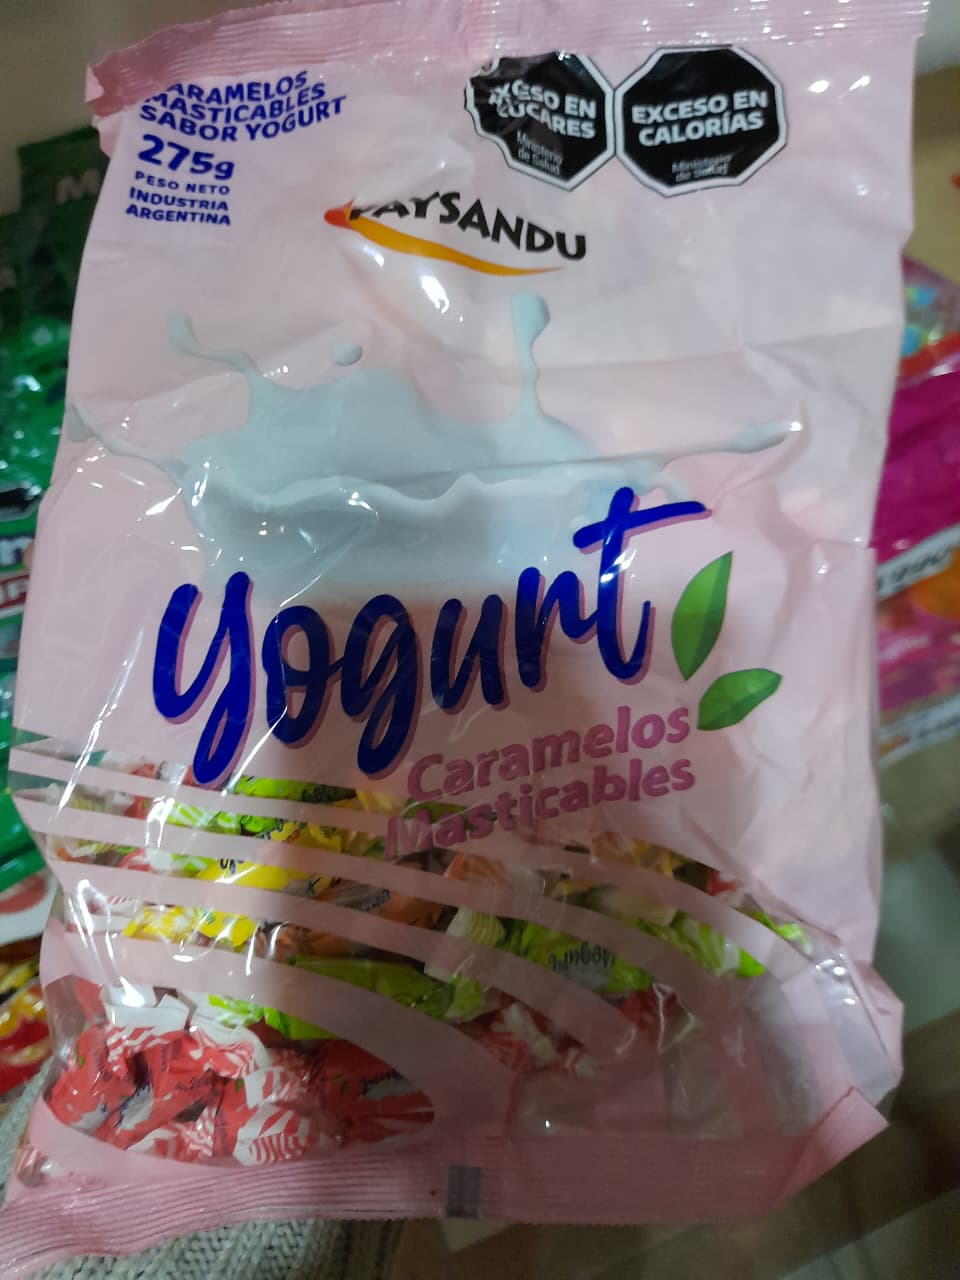 CARAMELOS
MASTICABLES
SABOR YOGURT
275g
PESO NETO
INDUSTRIA
ARGENTINA
EXCESO EN
AZÚCARES
Ministerio
de Salud
EXCESO EN
CALORÍAS
Ministerio
de Salud
PAYSANDU
yogurt
Caramelos
Masticables
yogurt